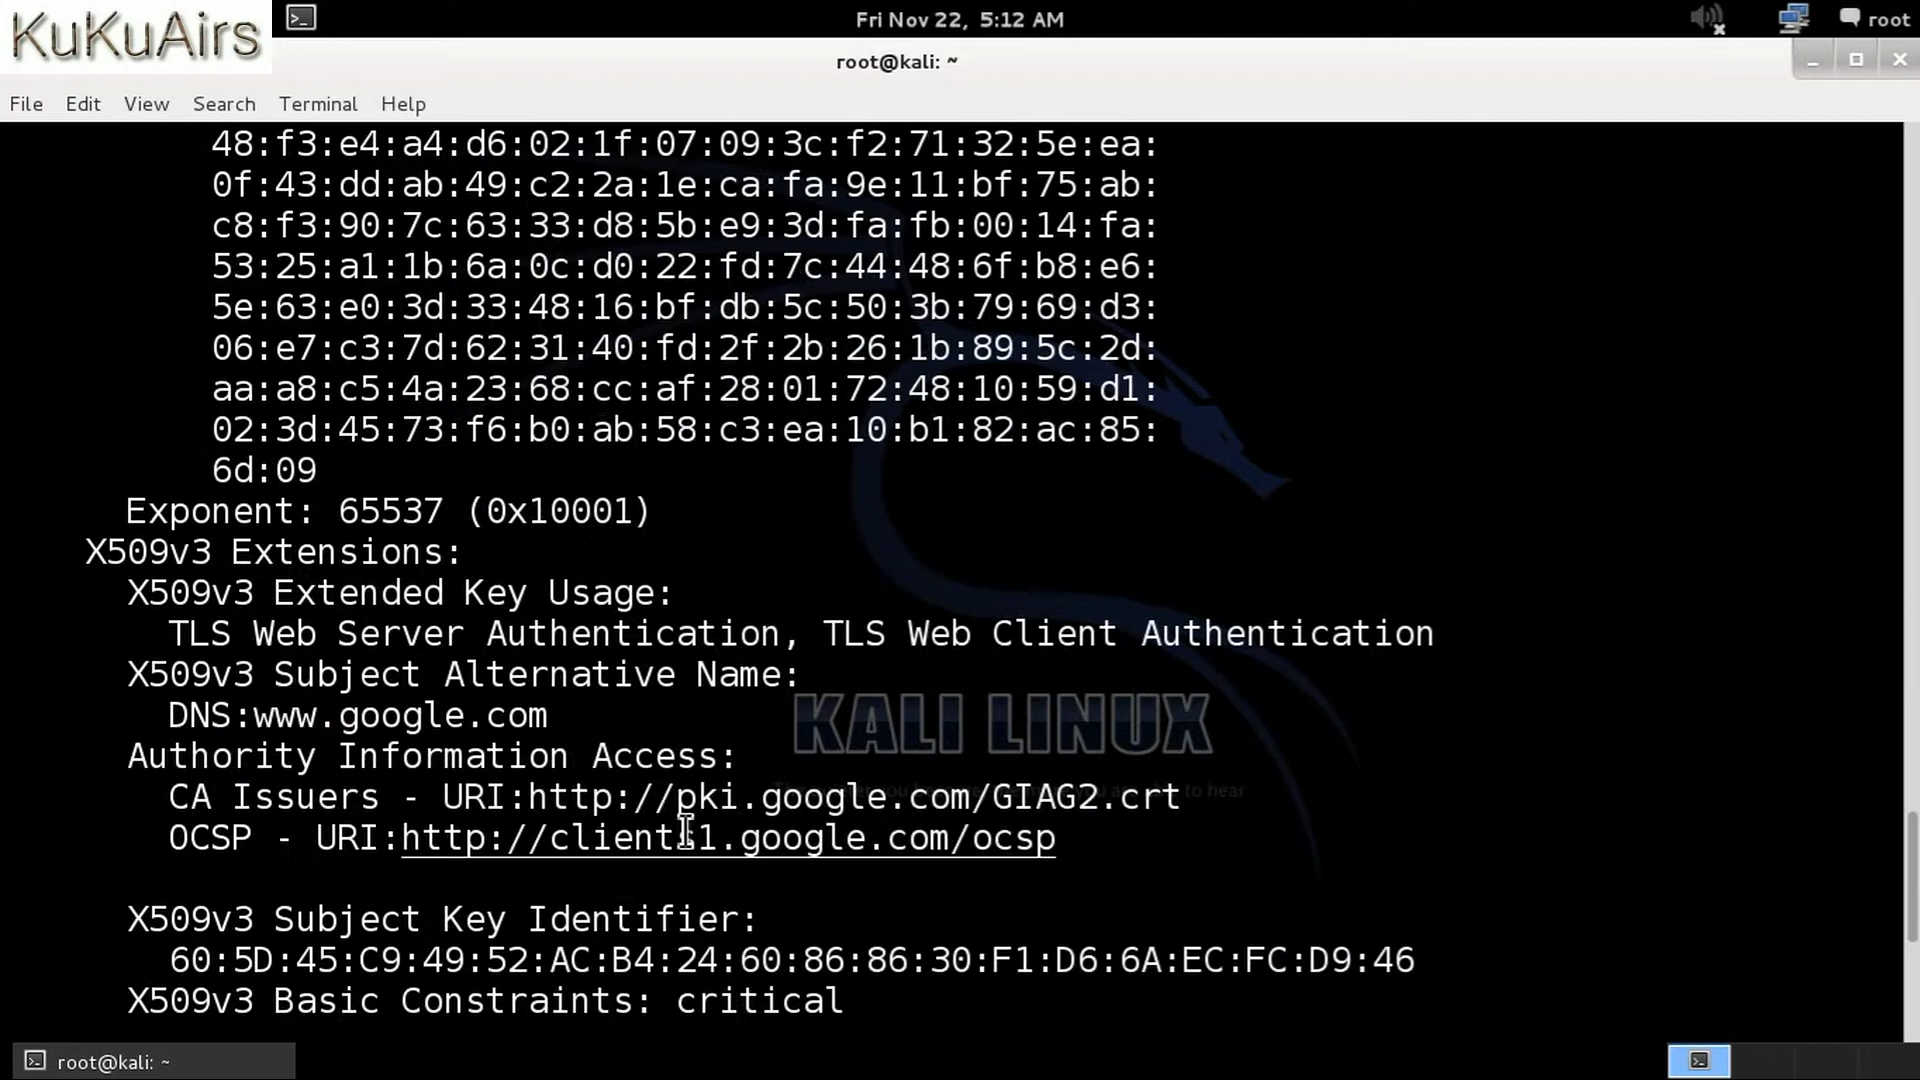 KuKuAirs
Fri Nov 22, 5:12 AM
root
root@kali: ~
File Edit View Search Terminal Help
48:f3:e4:a4:d6:02:1f:07:09:3c:f2:71:32:5e:ea:
0f:43:dd:ab:49:c2:2a:1e:ca:fa:9e:11:bf:75:ab:
c8:f3:90:7c:63:33:d8:5b:e9:3d:fa:fb:00:14:fa:
53:25:a1:1b:6a:0c:d0:22:fd:7c:44:48:6f:b8:e6:
5e:63:e0:3d:33:48:16:bf:db:5c:50:3b:79:69:d3:
06:e7:c3:7d:62:31:40:fd:2f:2b:26:1b:89:5c:2d:
aa:a8:c5:4a:23:68:cc:af:28:01:72:48:10:59:d1:
02:3d:45:73:f6:b0:ab:58:c3:ea:10:b1:82:ac:85:
6d:09
Exponent: 65537 (0x10001)
X509v3 Extensions:
X509v3 Extended Key Usage:
TLS Web Server Authentication, TLS Web Client Authentication
X509v3 Subject Alternative Name:
DNS:www.google.com
KALI LINUX
Authority Information Access:
CA Issuers - URI:http://pki.google.com/GIAG2.crt
OCSP - URI:http://clients1.google.com/ocsp
X509v3 Subject Key Identifier:
60:5D:45:C9:49:52:AC:B4:24:60:86:86:30:F1:D6:6A:EC:FC:D9:46
X509v3 Basic Constraints: critical
root@kali: ~